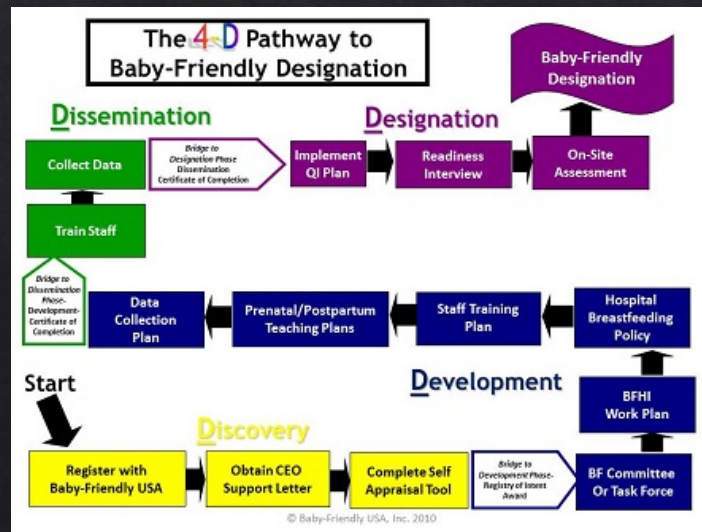 The 4-D Pathway to
Baby-Friendly Designation
Baby-Friendly
Designation
Dissemination
Designation
Collect Data
Bridge to
Designation Phase
Dissemination
Certificate of Completion
Implement
QI Plan
Readiness
Interview
On-Site
Assessment
Train Staff
Bridge to
Dissemination
Phase-
Development-
Certificate of
Completion
Data
Collection
Plan
Prenatal/Postpartum
Teaching Plans
Staff Training
Plan
Hospital
Breastfeeding
Policy
Start
Development
BFHI
Work Plan
Discovery
Register with
Baby-Friendly USA
Obtain CEO
Support Letter
Complete Self
Appraisal Tool
Bridge to
Development Phase-
Registry of Intent
Award
BF Committee
Or Task Force
© Baby-Friendly USA, Inc. 2010